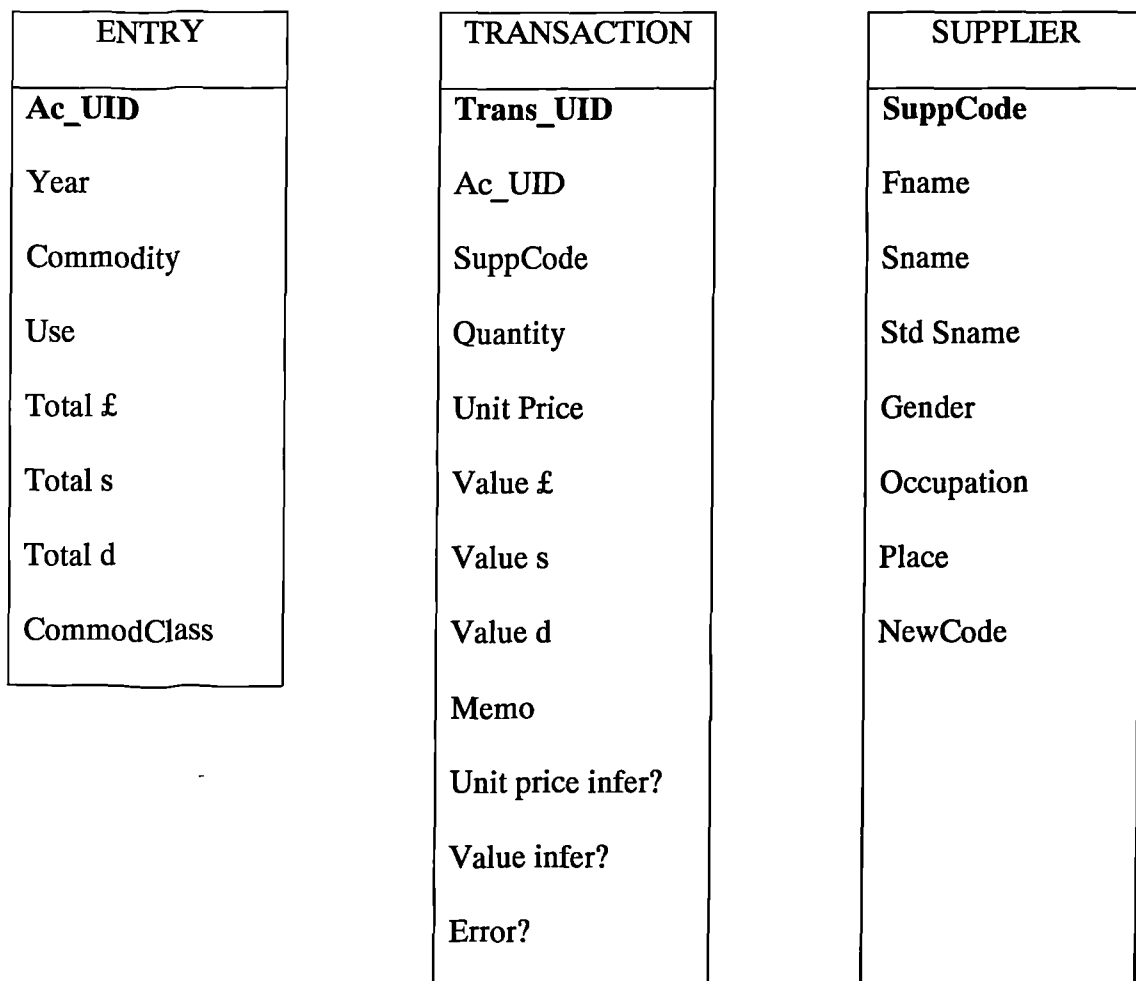 ENTRY
Ac_UID
Year
Commodity
Use
Total £
Total s
Total d
CommodClass
TRANSACTION
Trans_UID
Ac_UID
SuppCode
Quantity
Unit Price
Value £
Value s
Value d
Memo
Unit price infer?
Value infer?
Error?
SUPPLIER
SuppCode
Fname
Sname
Std Sname
Gender
Occupation
Place
NewCode